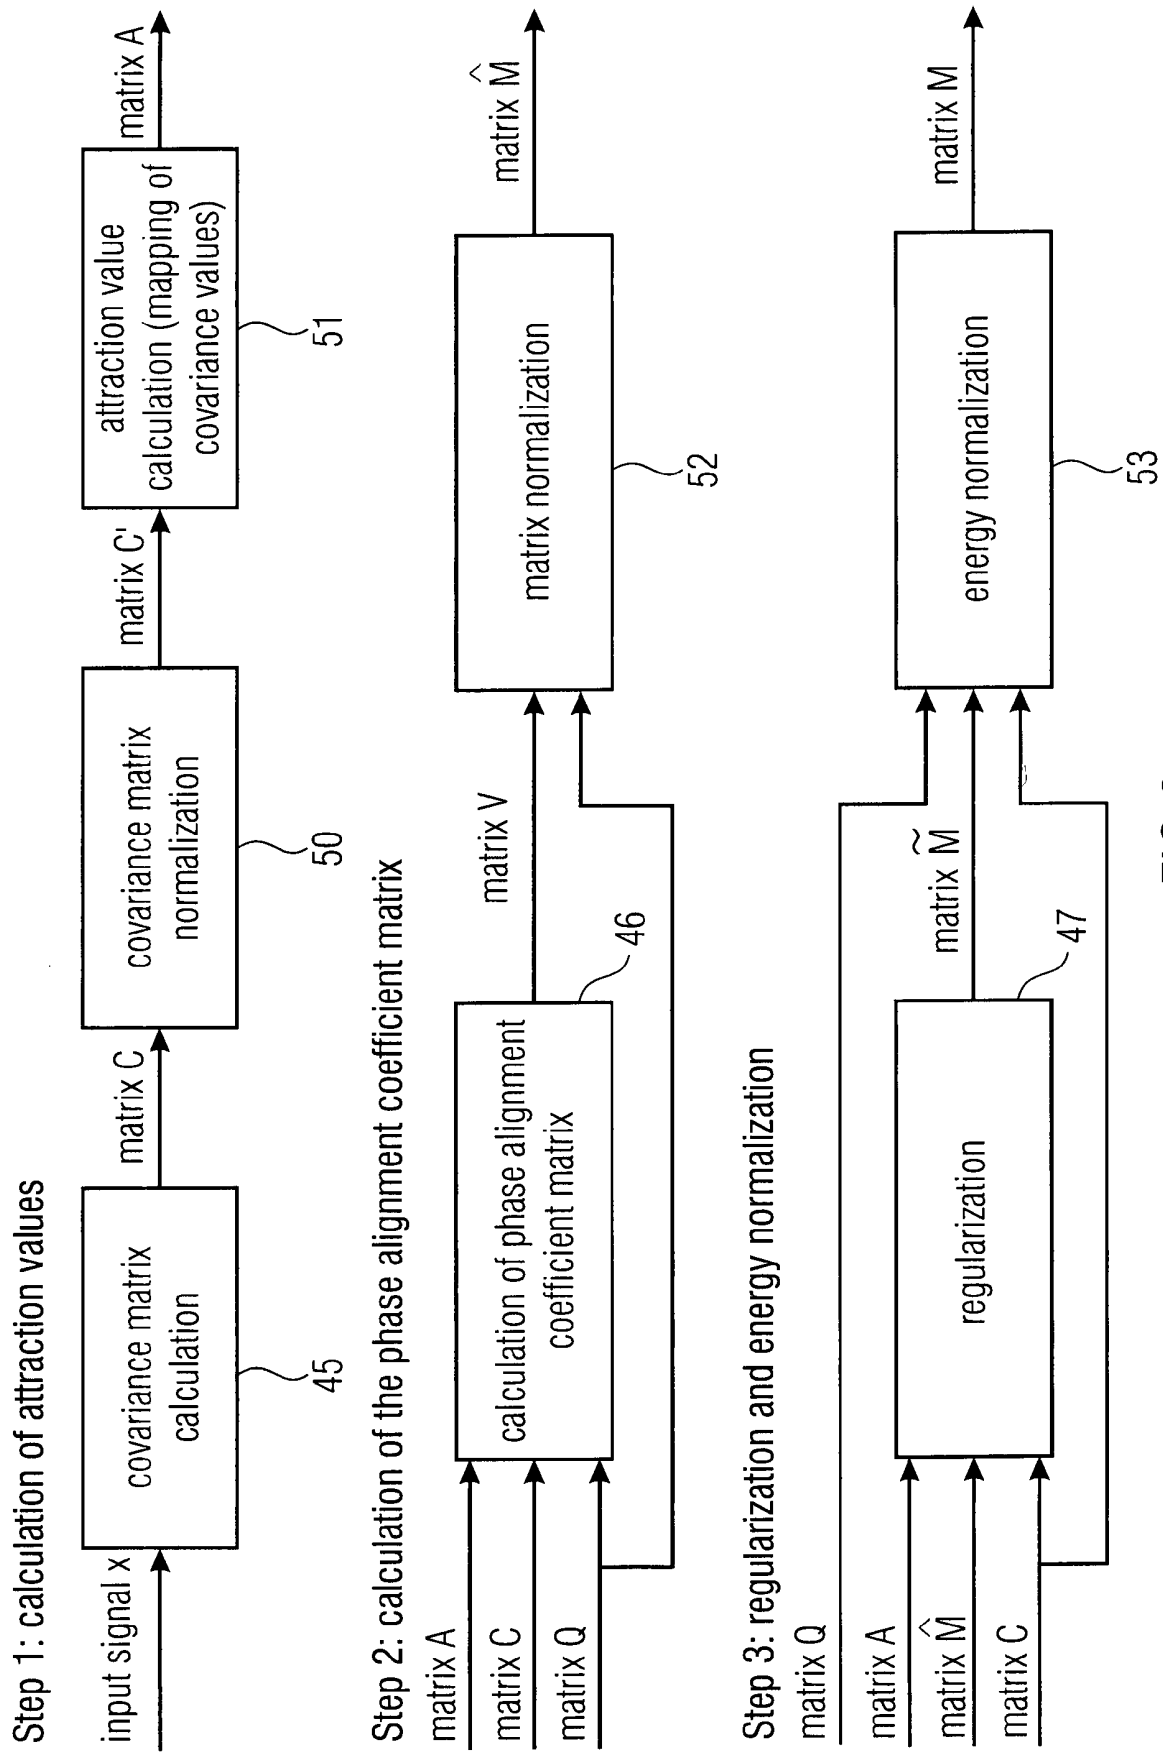 Step 1: calculation of attraction values
input signal x
covariance matrix
calculation
45
matrix C
covariance matrix
normalization
50
matrix C'
attraction value
calculation (mapping of
covariance values)
51
matrix A
Step 2: calculation of the phase alignment coefficient matrix
matrix A
matrix C
matrix Q
calculation of phase alignment
coefficient matrix
46
matrix V
matrix normalization
52
matrix M̂
Step 3: regularization and energy normalization
matrix Q
matrix A
matrix M̂
matrix C
regularization
47
matrix M̃
energy normalization
53
matrix M